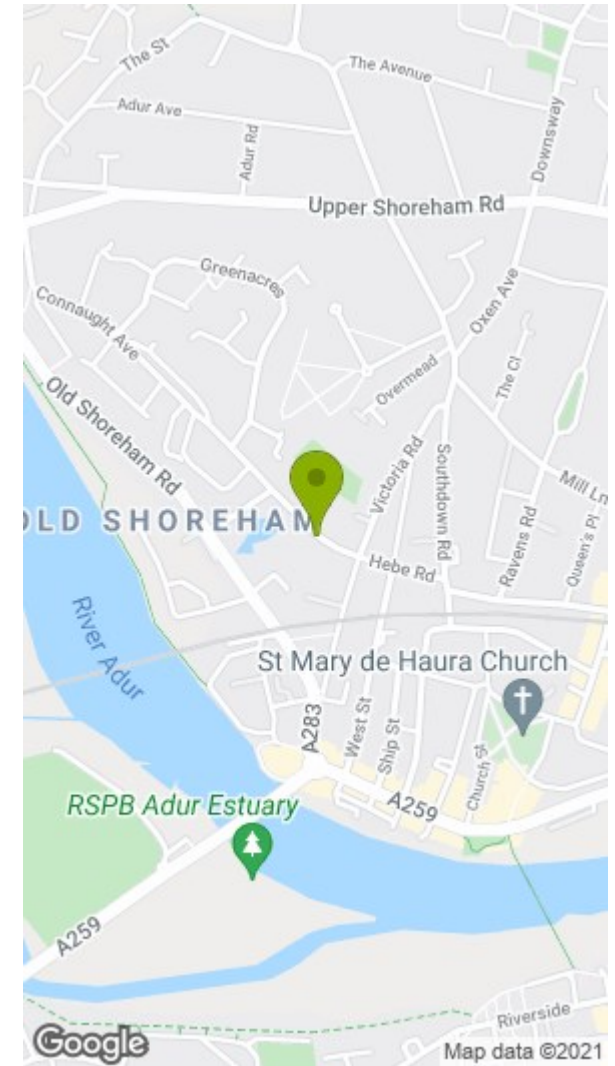 The St
The Avenue
Adur Ave
Adur Rd
Downsway
Upper Shoreham Rd
Greenacres
Connaught Ave
Oxen Ave
Overmead
The Cl
Old Shoreham Rd
Victoria Rd
Southdown Rd
Mill Ln
OLD SHOREHAM
Ravens Rd
Queen's Pl
Hebe Rd
River Adur
St Mary de Haura Church
A283
West St
Ship St
Church St
RSPB Adur Estuary
A259
A259
Riverside
Google
Map data ©2021